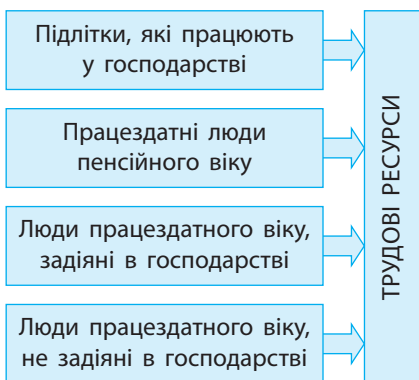 Підлітки, які працюють
у господарстві
Працездатні люди
пенсійного віку
Люди працездатного віку,
задіяні в господарстві
Люди працездатного віку,
не задіяні в господарстві
ТРУДОВІ РЕСУРСИ